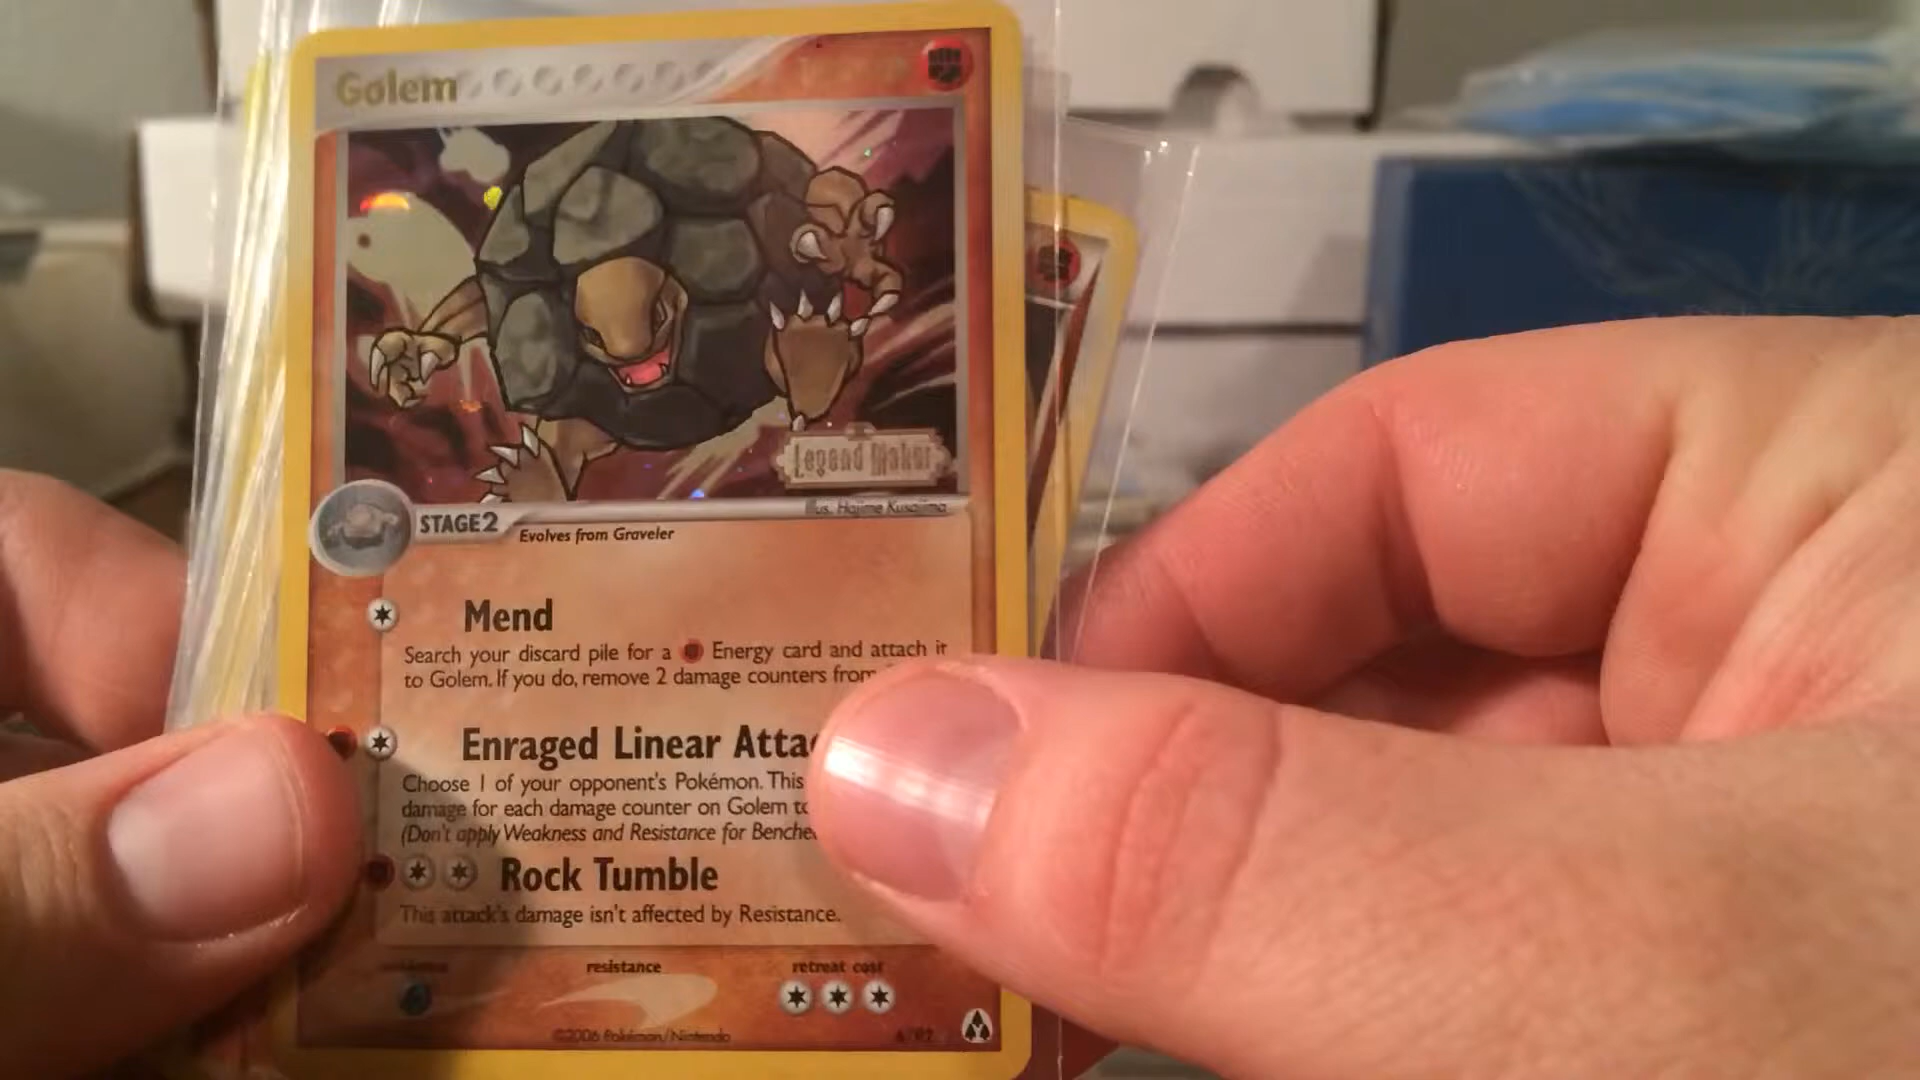 Golem
Legend Maker
Illus. Hajime Kusajima
STAGE2
Evolves from Graveler
Mend
Search your discard pile for a Energy card and attach it
to Golem. If you do, remove 2 damage counters from
Enraged Linear Attac
Choose 1 of your opponent's Pokémon. This
damage for each damage counter on Golem to
(Don't apply Weakness and Resistance for Benche
Rock Tumble
This attack's damage isn't affected by Resistance.
resistance
retreat cost
©2006 Pokémon/Nintendo
6/92